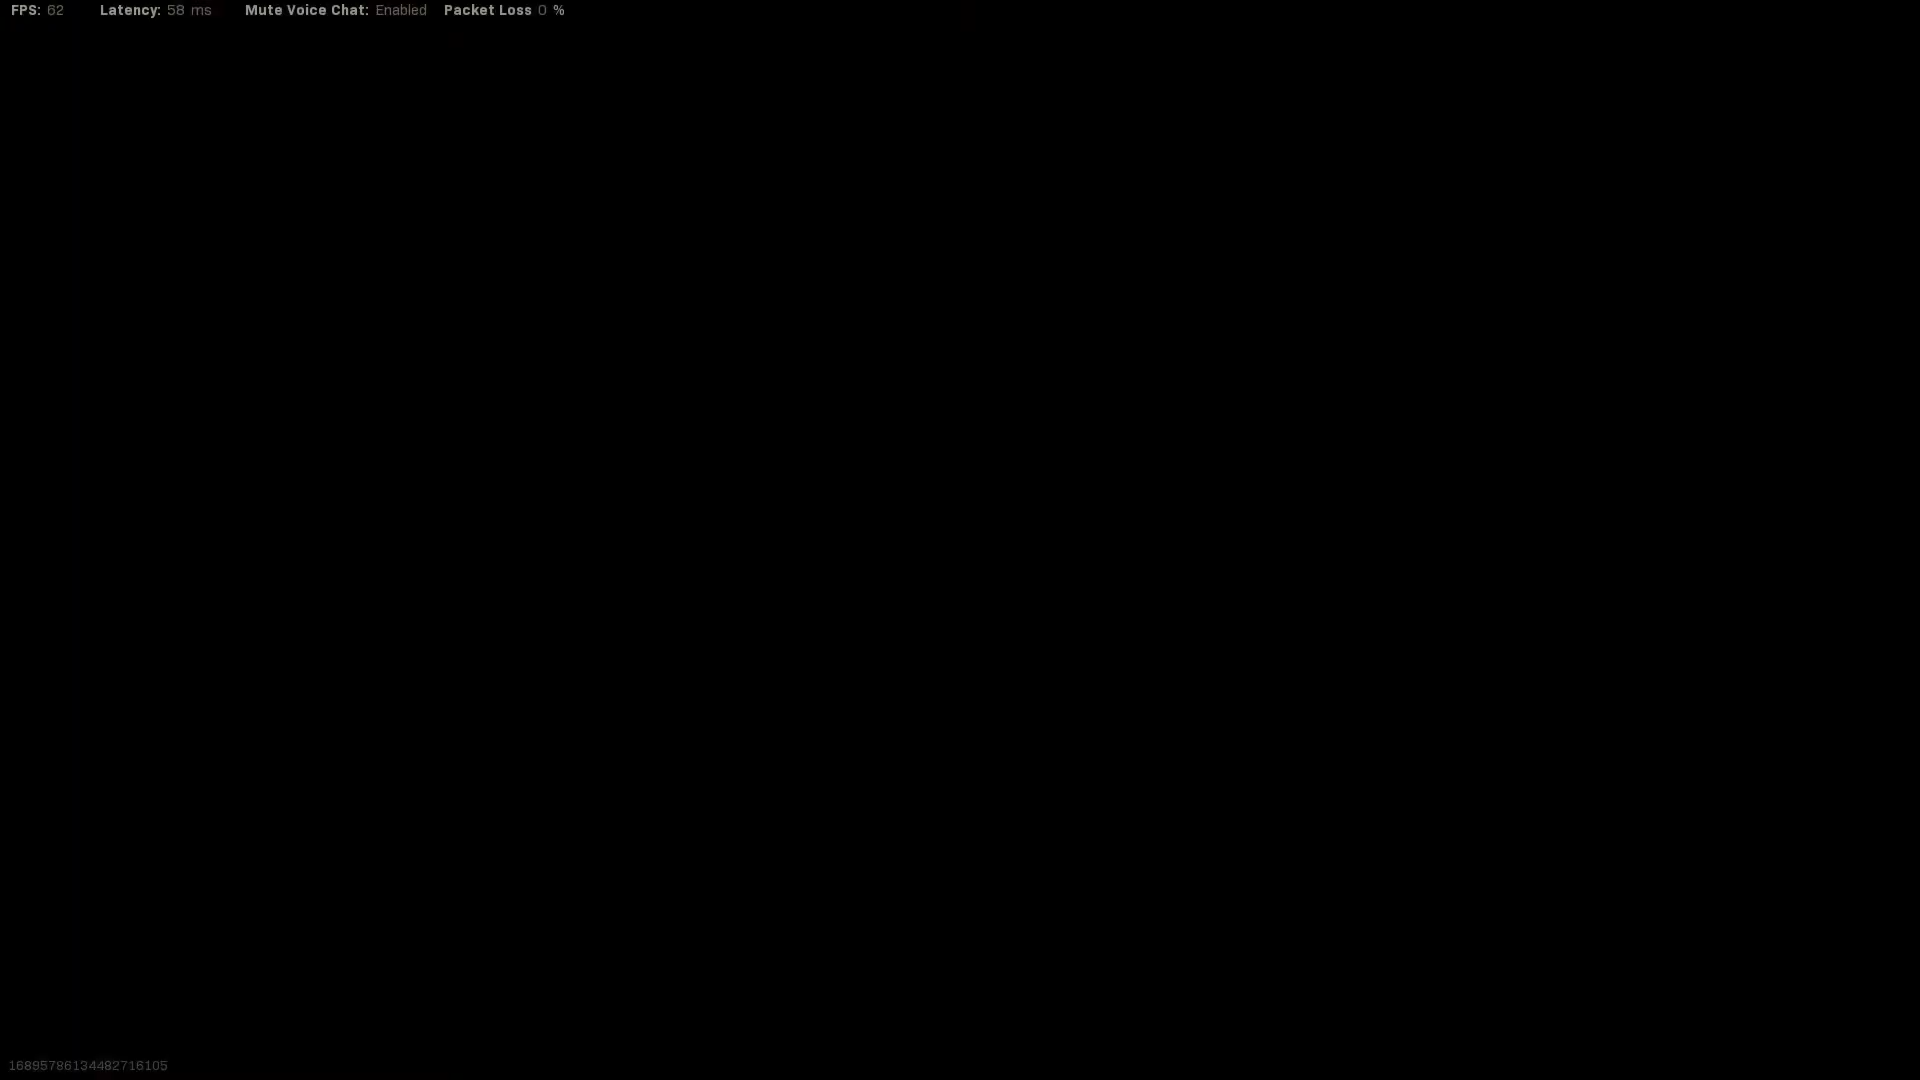 FPS: 62 Latency: 58 ms Mute Voice Chat: Enabled Packet Loss 0 %
16895786134482716105